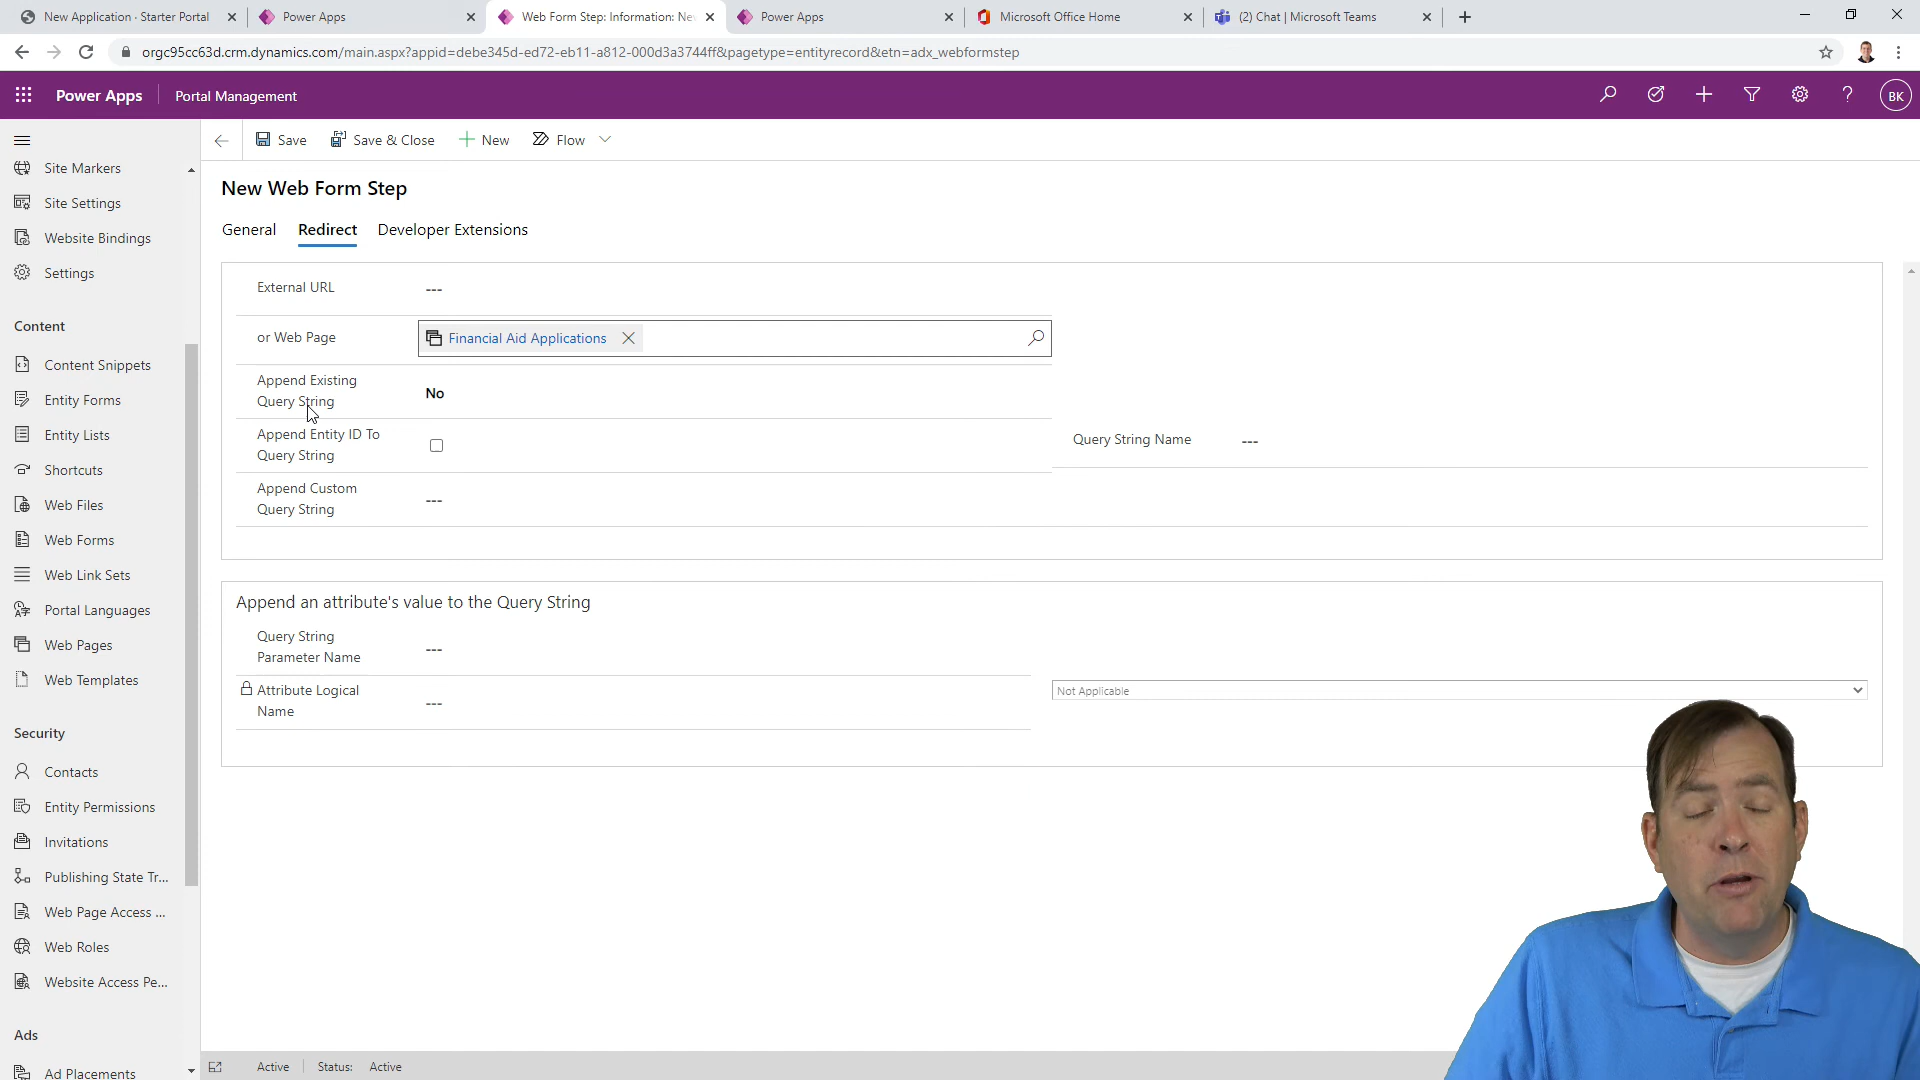 New Application · Starter Portal
Power Apps
Web Form Step: Information: Ne
Power Apps
Microsoft Office Home
(2) Chat | Microsoft Teams
orgc95cc63d.crm.dynamics.com/main.aspx?appid=debe345d-ed72-eb11-a812-000d3a3744ff&pagetype=entityrecord&etn=adx_webformstep
Power Apps
Portal Management
BK
Save
Save & Close
New
Flow
New Web Form Step
General
Redirect
Developer Extensions
Site Markers
Site Settings
Website Bindings
Settings
Content
Content Snippets
Entity Forms
Entity Lists
Shortcuts
Web Files
Web Forms
Web Link Sets
Portal Languages
Web Pages
Web Templates
Security
Contacts
Entity Permissions
Invitations
Publishing State Tr...
Web Page Access ...
Web Roles
Website Access Pe...
Ads
Ad Placements
External URL
---
or Web Page
Financial Aid Applications
Append Existing
Query String
No
Append Entity ID To
Query String
Query String Name
---
Append Custom
Query String
---
Append an attribute's value to the Query String
Query String
Parameter Name
---
Attribute Logical
Name
---
Not Applicable
Active
Status:
Active